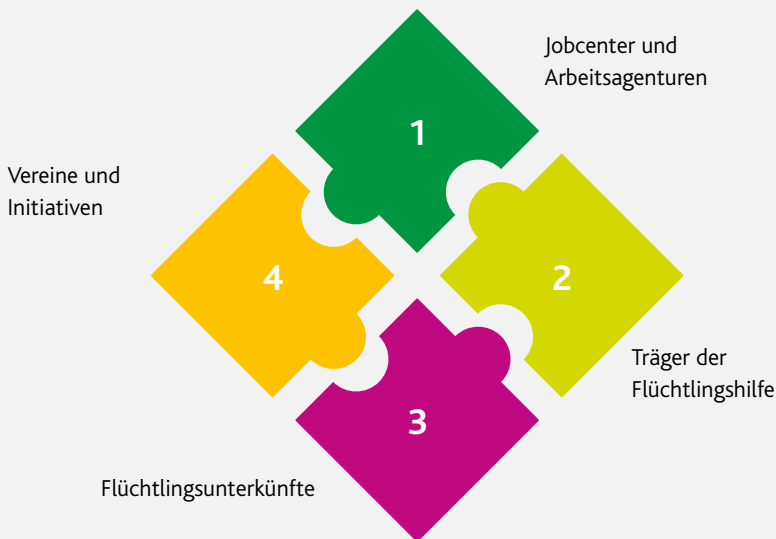 Jobcenter und
Arbeitsagenturen
1
Vereine und
Initiativen
4
2
Träger der
Flüchtlingshilfe
3
Flüchtlingsunterkünfte